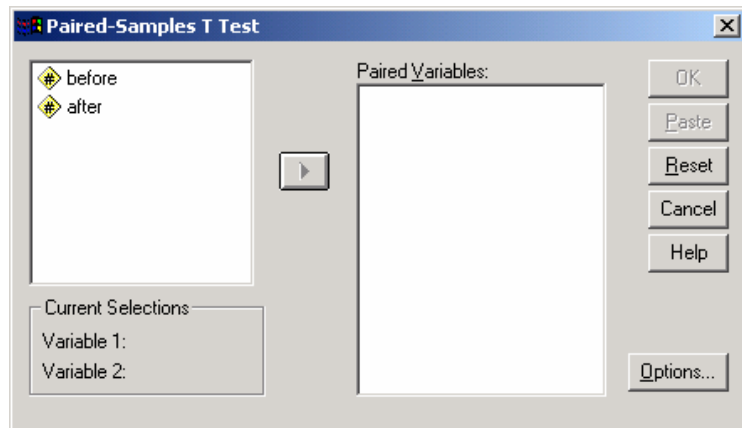 Paired-Samples T Test
before
after
Paired Variables:
OK
Paste
Reset
Cancel
Help
Current Selections
Variable 1:
Variable 2:
Options...